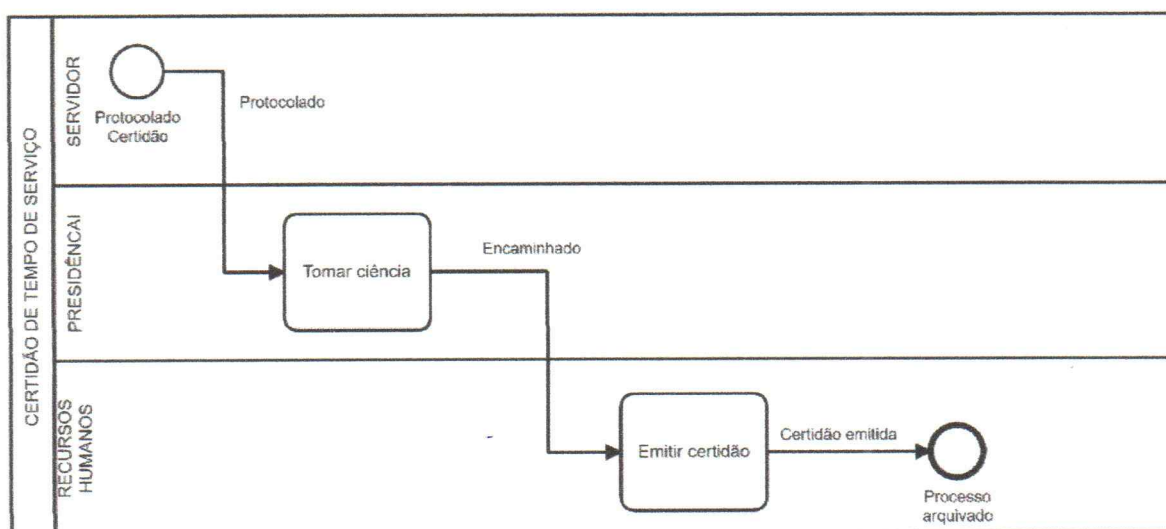 CERTIDÃO DE TEMPO DE SERVIÇO
SERVIDOR
Protocolado
Certidão
Protocolado
PRESIDÊNCAI
Tomar ciência
Encaminhado
RECURSOS
HUMANOS
Emitir certidão
Certidão emitida
Processo
arquivado